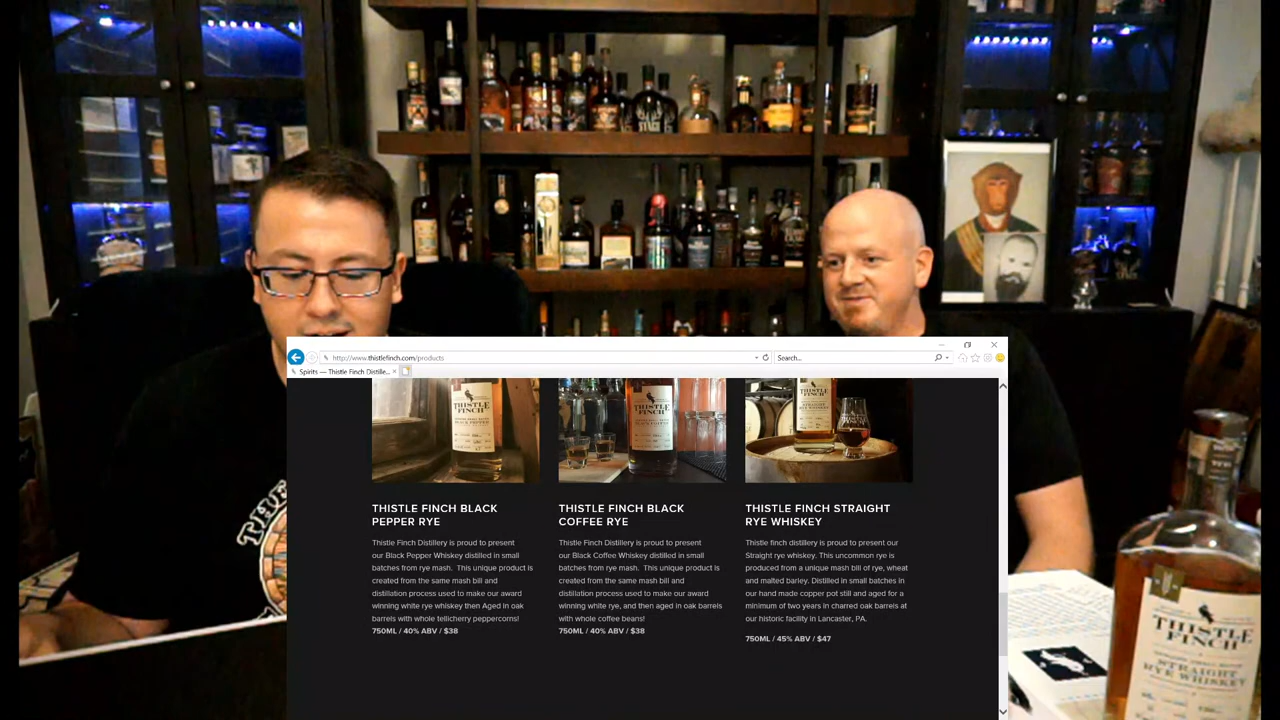 http://www.thistlefinch.com/products
Search...
Spirits — Thistle Finch Distille...
THISTLE FINCH BLACK
PEPPER RYE
Thistle Finch Distillery is proud to present
our Black Pepper Whiskey distilled in small
batches from rye mash. This unique product is
created from the same mash bill and
distillation process used to make our award
winning white rye whiskey then Aged in oak
barrels with whole tellicherry peppercorns!
750ML / 40% ABV / $38
THISTLE FINCH BLACK
COFFEE RYE
Thistle Finch Distillery is proud to present
our Black Coffee Whiskey distilled in small
batches from rye mash. This unique product is
created from the same mash bill and
distillation process used to make our award
winning white rye, and then aged in oak barrels
with whole coffee beans!
750ML / 40% ABV / $38
THISTLE FINCH STRAIGHT
RYE WHISKEY
Thistle finch distillery is proud to present our
Straight rye whiskey. This uncommon rye is
produced from a unique mash bill of rye, wheat
and malted barley. Distilled in small batches in
our hand made copper pot still and aged for a
minimum of two years in charred oak barrels at
our historic facility in Lancaster, PA.
750ML / 45% ABV / $47
THISTLE
FINCH
THISTLE
FINCH
THISTLE
FINCH
STRAIGHT
RYE WHISKEY